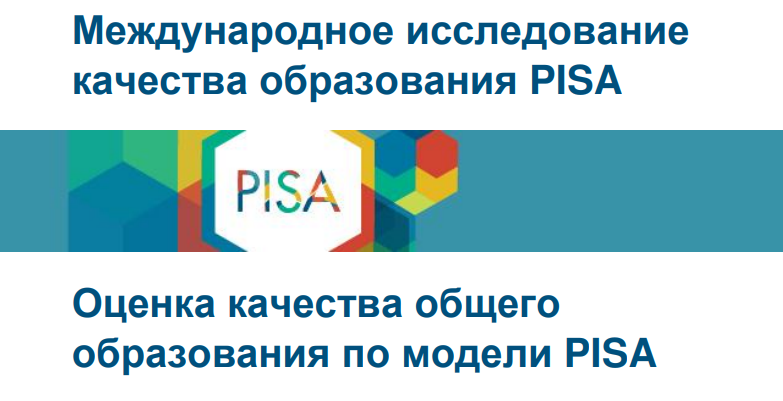 Международное исследование
качества образования PISA
PISA
Оценка качества общего
образования по модели PISA